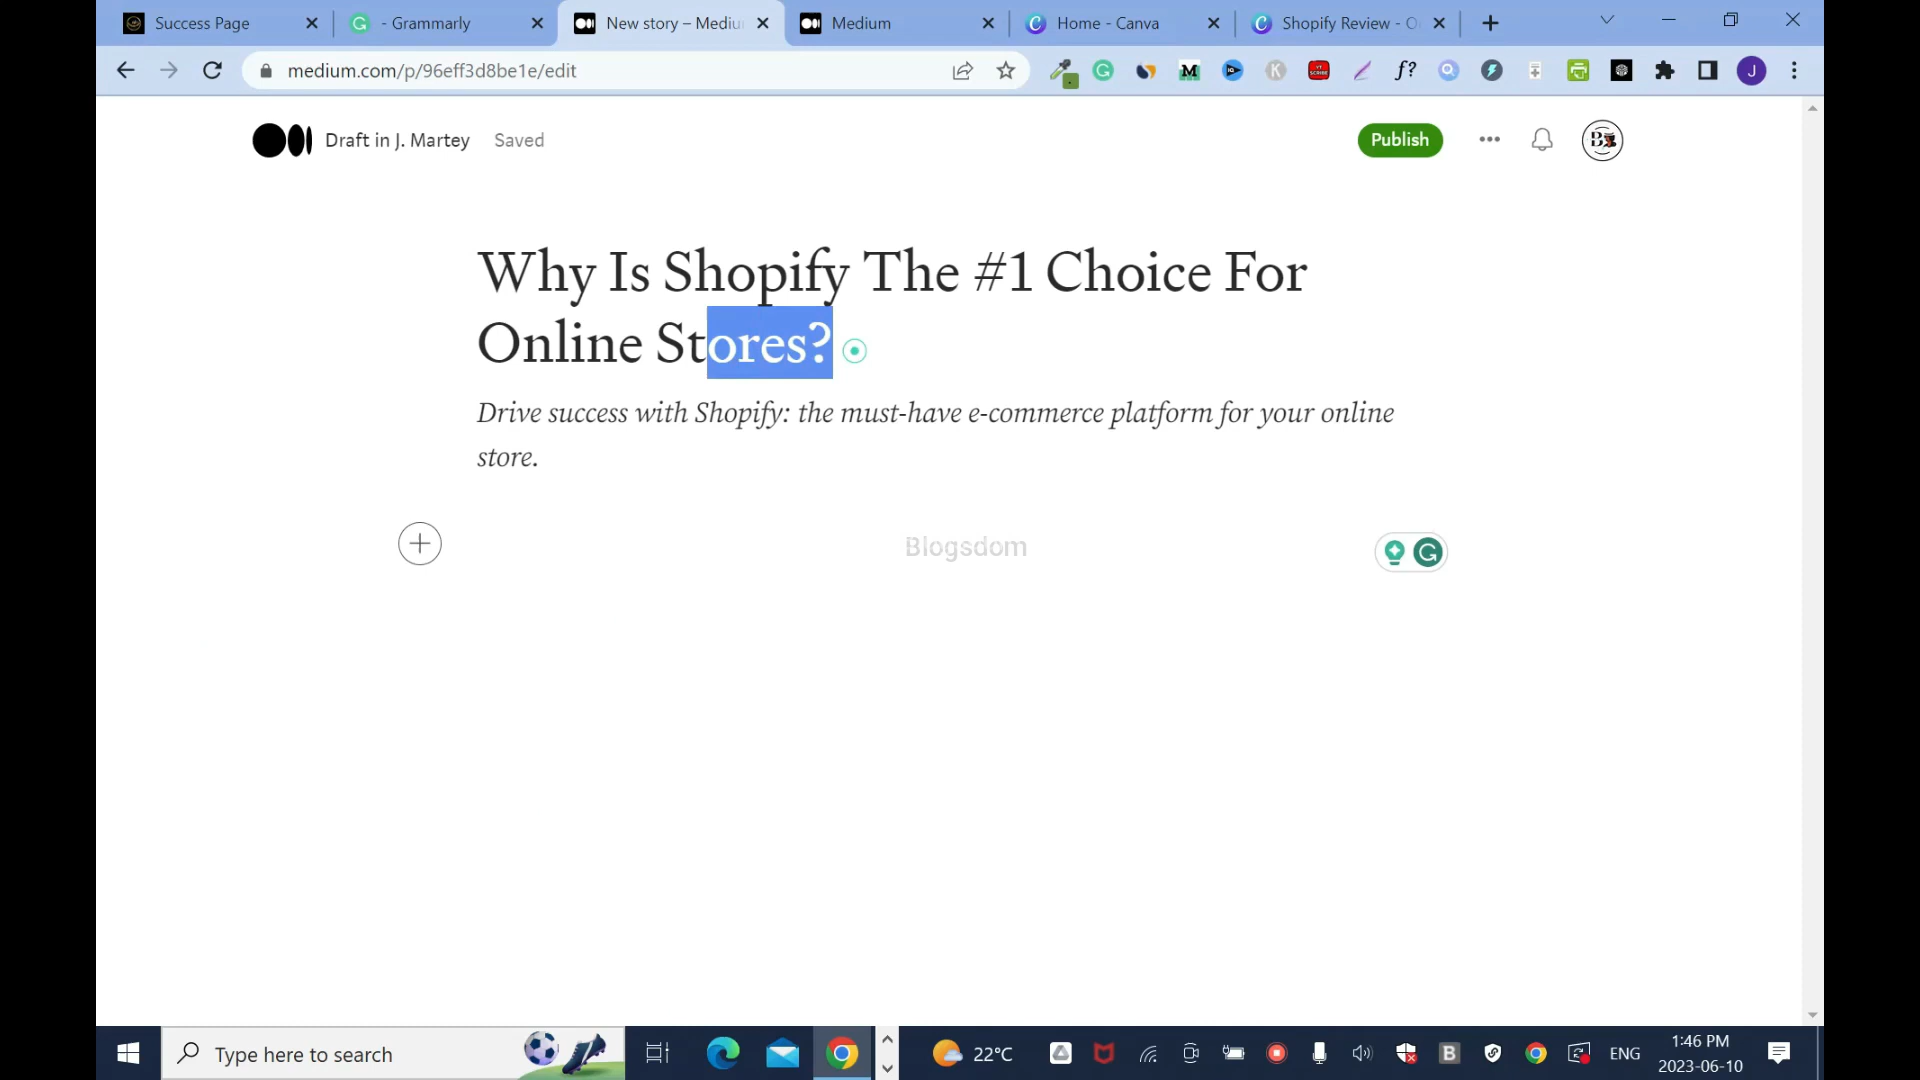 Success Page
- Grammarly
New story – Mediu
Medium
Home - Canva
Shopify Review - O
medium.com/p/96eff3d8be1e/edit
M
K
f?
J
Draft in J. Martey
Saved
Publish
Why Is Shopify The #1 Choice For
Online Stores?
Drive success with Shopify: the must-have e-commerce platform for your online
store.
Blogsdom
Type here to search
22°C
ENG
1:46 PM
2023-06-10